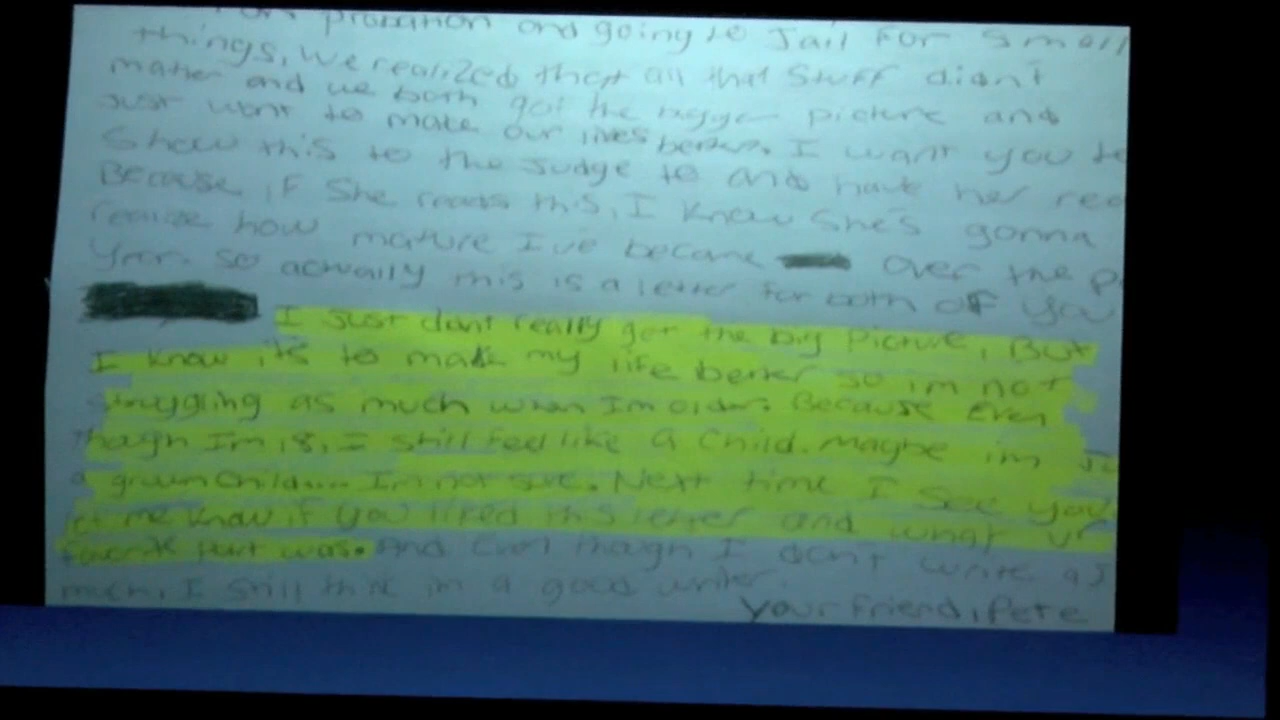 probation and going to Jail For Small
things, we realized that all that Stuff didn't
matter and we both got the bigger picture and
Just want to make our lives better. I want you to
Show this to the Judge to and have her rea
Because if She reads this, I know She's gonna
realize how mature I've became over the p
year. So actually this is a letter for both of you
I Just dont really get the big Picture, But
I know it's to make my life better so im not
struggling as much when Im older. Because Even
Though Im 18, I still feel like a Child. maybe im
a grown Child.... Im not sure. Next time I See you
let me know if you liked this letter and what ur
favorite part was. And Even though I don't write as
much, I still think im a good writer.
Your Friend, Pete